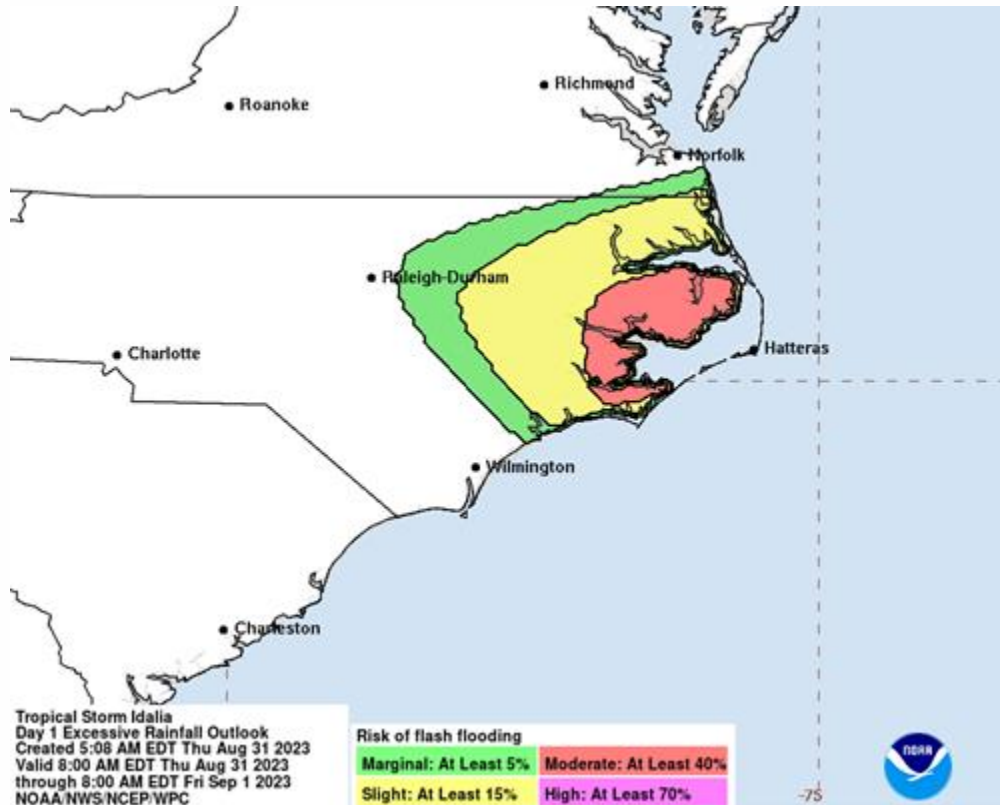 Richmond
Roanoke
Norfolk
Raleigh-Durham
Hatteras
Charlotte
Wilmington
Charleston
Tropical Storm Idalia
Day 1 Excessive Rainfall Outlook
Created 5:08 AM EDT Thu Aug 31 2023
Valid 8:00 AM EDT Thu Aug 31 2023
through 8:00 AM EDT Fri Sep 1 2023
NOAA/NWS/NCEP/WPC
Risk of flash flooding
Marginal: At Least 5%
Moderate: At Least 40%
Slight: At Least 15%
High: At Least 70%
-75
NOAA